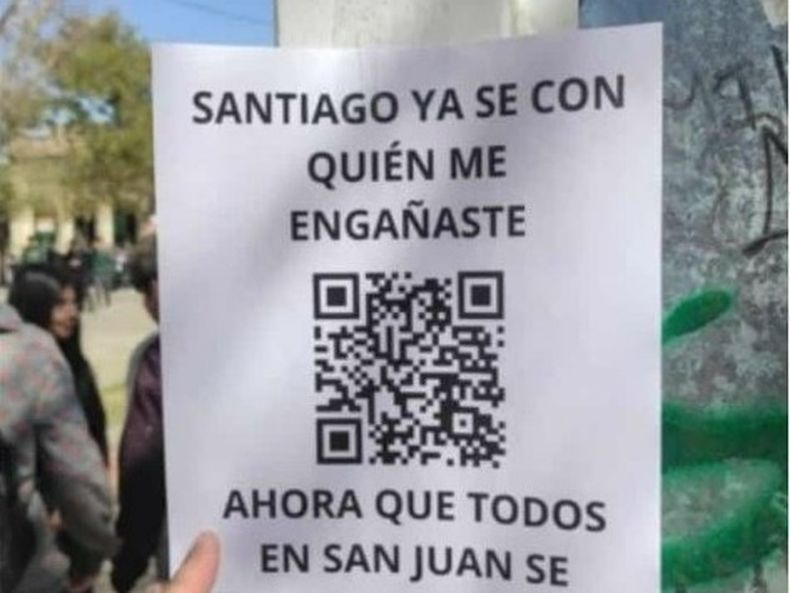 SANTIAGO YA SE CON
QUIÉN ME
ENGAÑASTE
AHORA QUE TODOS
EN SAN JUAN SE